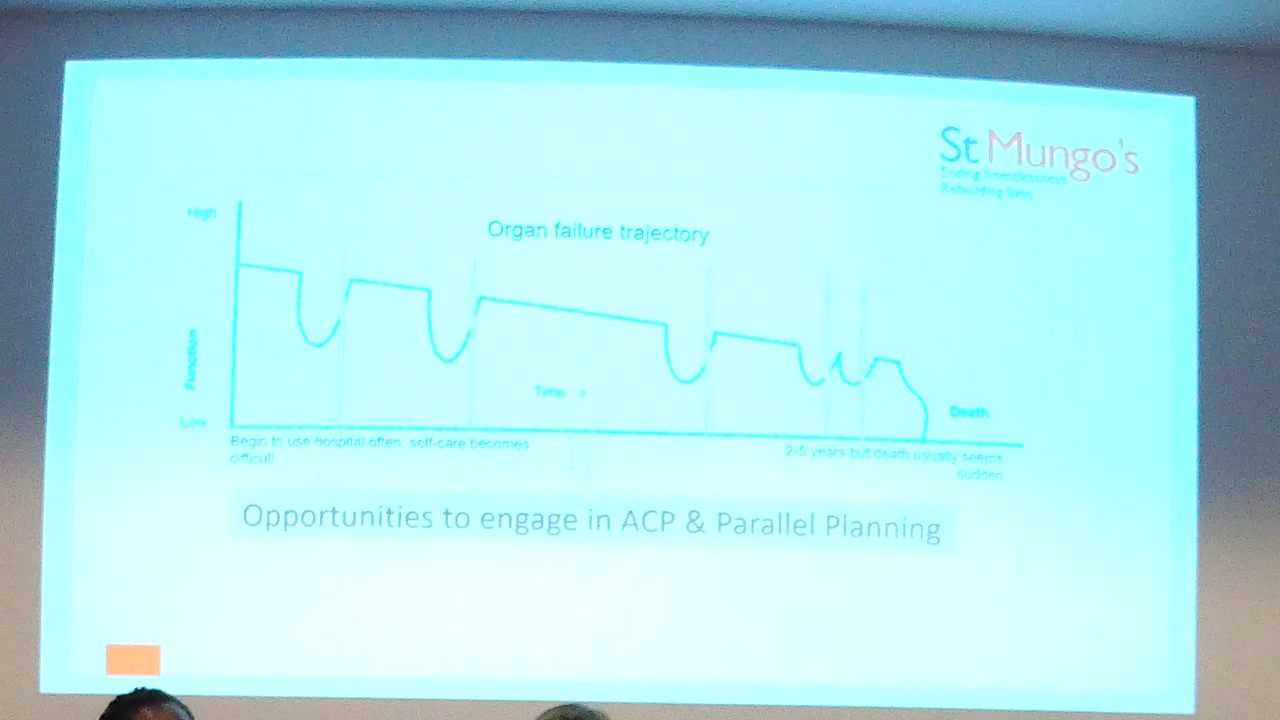 St Mungo's
Ending homelessness
Rebuilding lives
High
Organ failure trajectory
Function
Time >
Low
Death
Begin to use hospital often, self-care becomes
difficult
2-5 years but death usually seems
sudden
Opportunities to engage in ACP & Parallel Planning